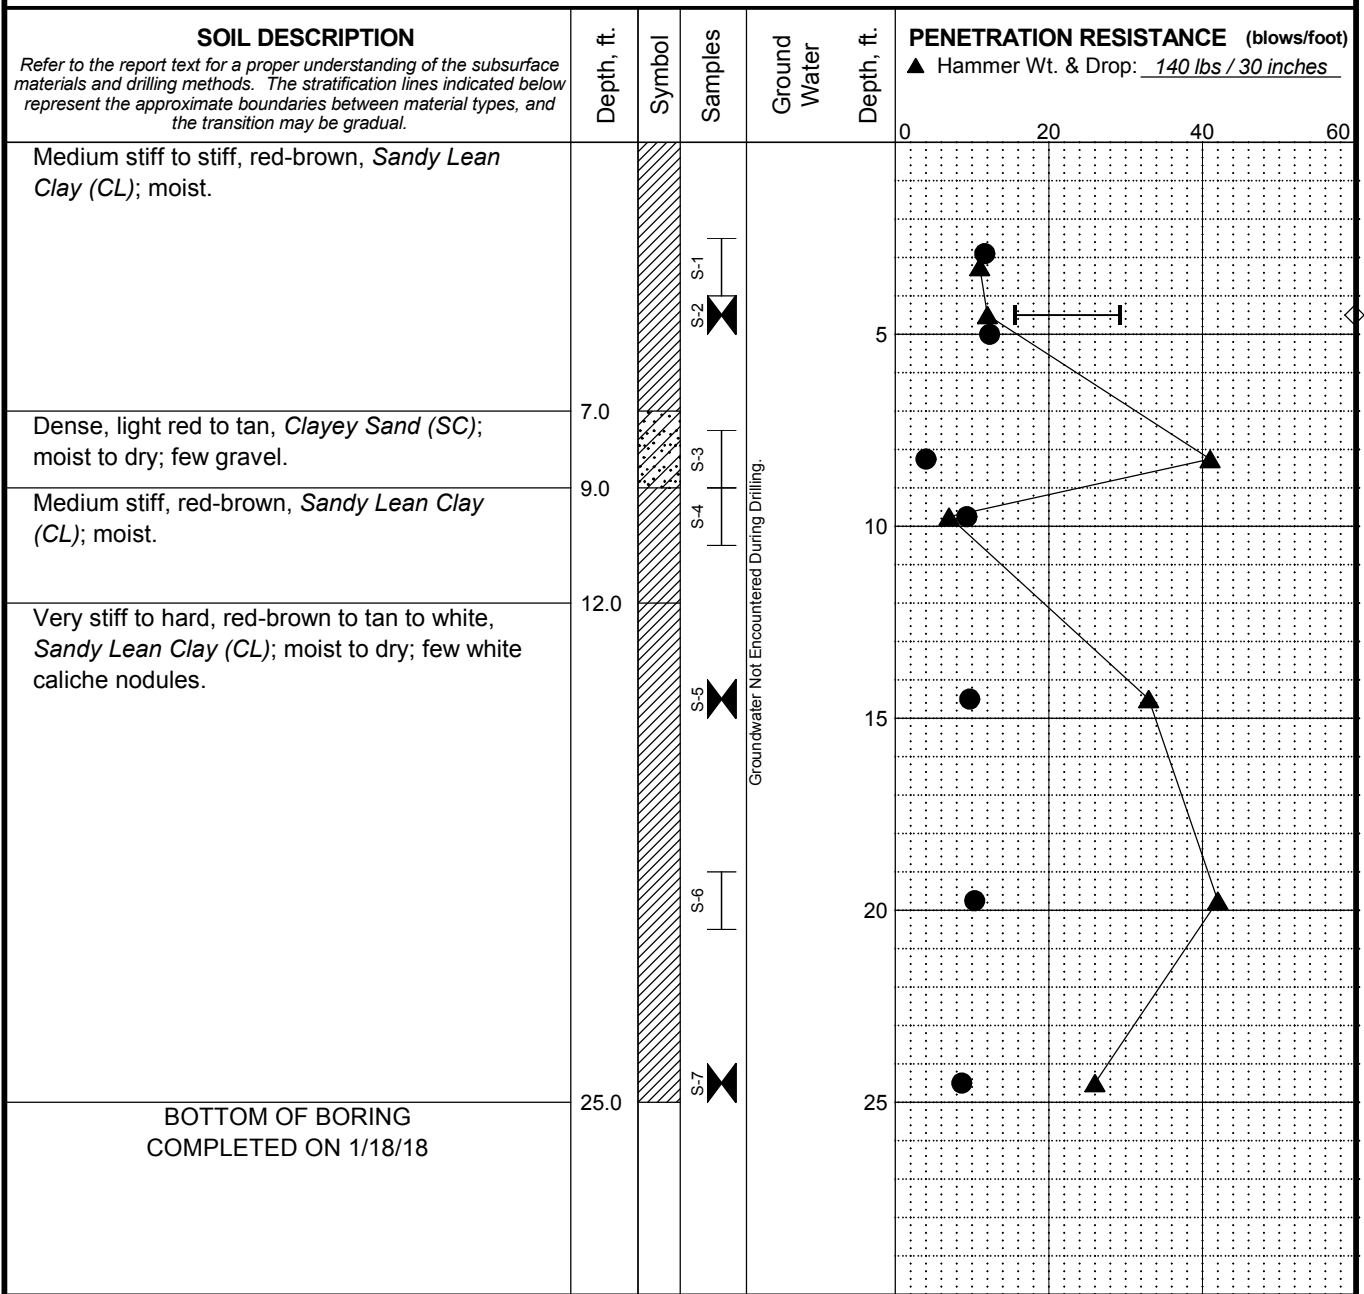 SOIL DESCRIPTION
Refer to the report text for a proper understanding of the subsurface
materials and drilling methods. The stratification lines indicated below
represent the approximate boundaries between material types, and
the transition may be gradual.
Depth, ft.
Symbol
Samples
Ground
Water
Depth, ft.
PENETRATION RESISTANCE (blows/foot)
▲ Hammer Wt. & Drop: 140 lbs / 30 inches
0 20 40 60
Medium stiff to stiff, red-brown, Sandy Lean
Clay (CL); moist.
S-1
S-2
5
7.0
Dense, light red to tan, Clayey Sand (SC);
moist to dry; few gravel.
S-3
9.0
Medium stiff, red-brown, Sandy Lean Clay
(CL); moist.
S-4
10
12.0
Very stiff to hard, red-brown to tan to white,
Sandy Lean Clay (CL); moist to dry; few white
caliche nodules.
S-5
Groundwater Not Encountered During Drilling.
15
S-6
20
S-7
25.0
25
BOTTOM OF BORING
COMPLETED ON 1/18/18